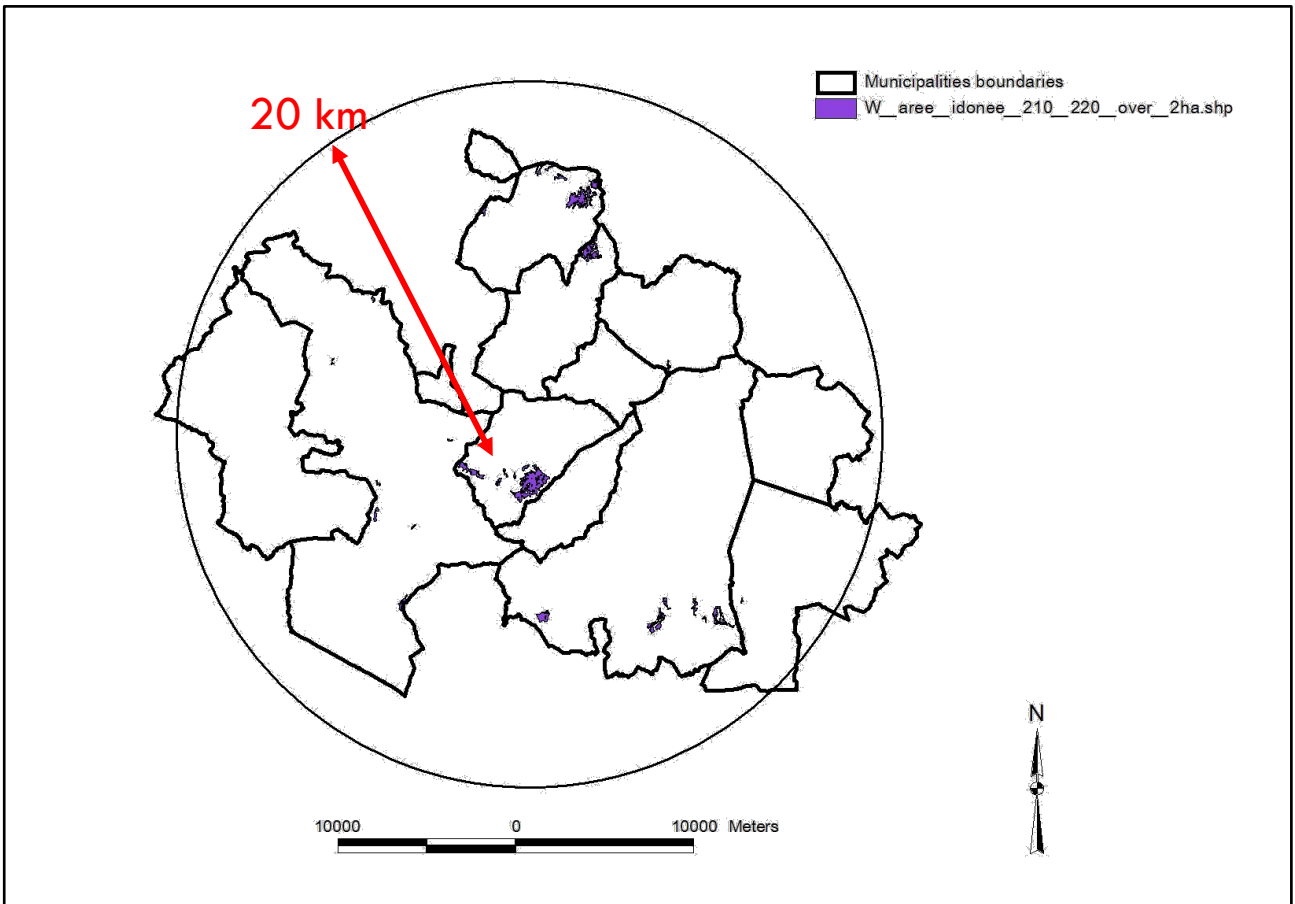 Municipalities boundaries
W__aree__idonee__210__220__over__2ha.shp
20 km
N
10000 0 10000 Meters